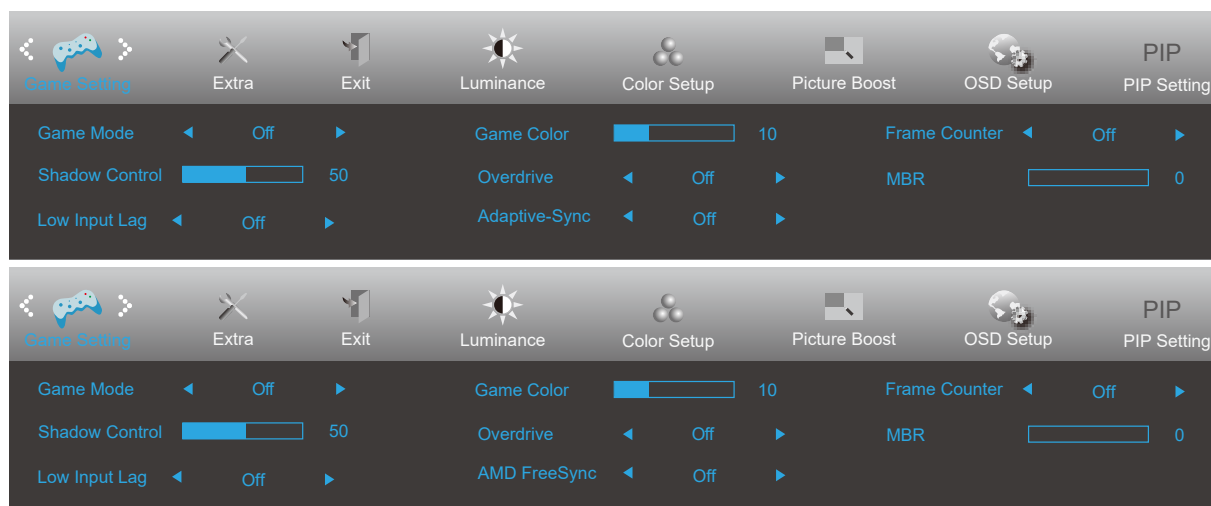 PIP
Game Setting Extra Exit Luminance Color Setup Picture Boost OSD Setup PIP Setting
Game Mode Off Game Color 10 Frame Counter Off
Shadow Control 50 Overdrive Off MBR 0
Low Input Lag Off Adaptive-Sync Off
PIP
Game Setting Extra Exit Luminance Color Setup Picture Boost OSD Setup PIP Setting
Game Mode Off Game Color 10 Frame Counter Off
Shadow Control 50 Overdrive Off MBR 0
Low Input Lag Off AMD FreeSync Off